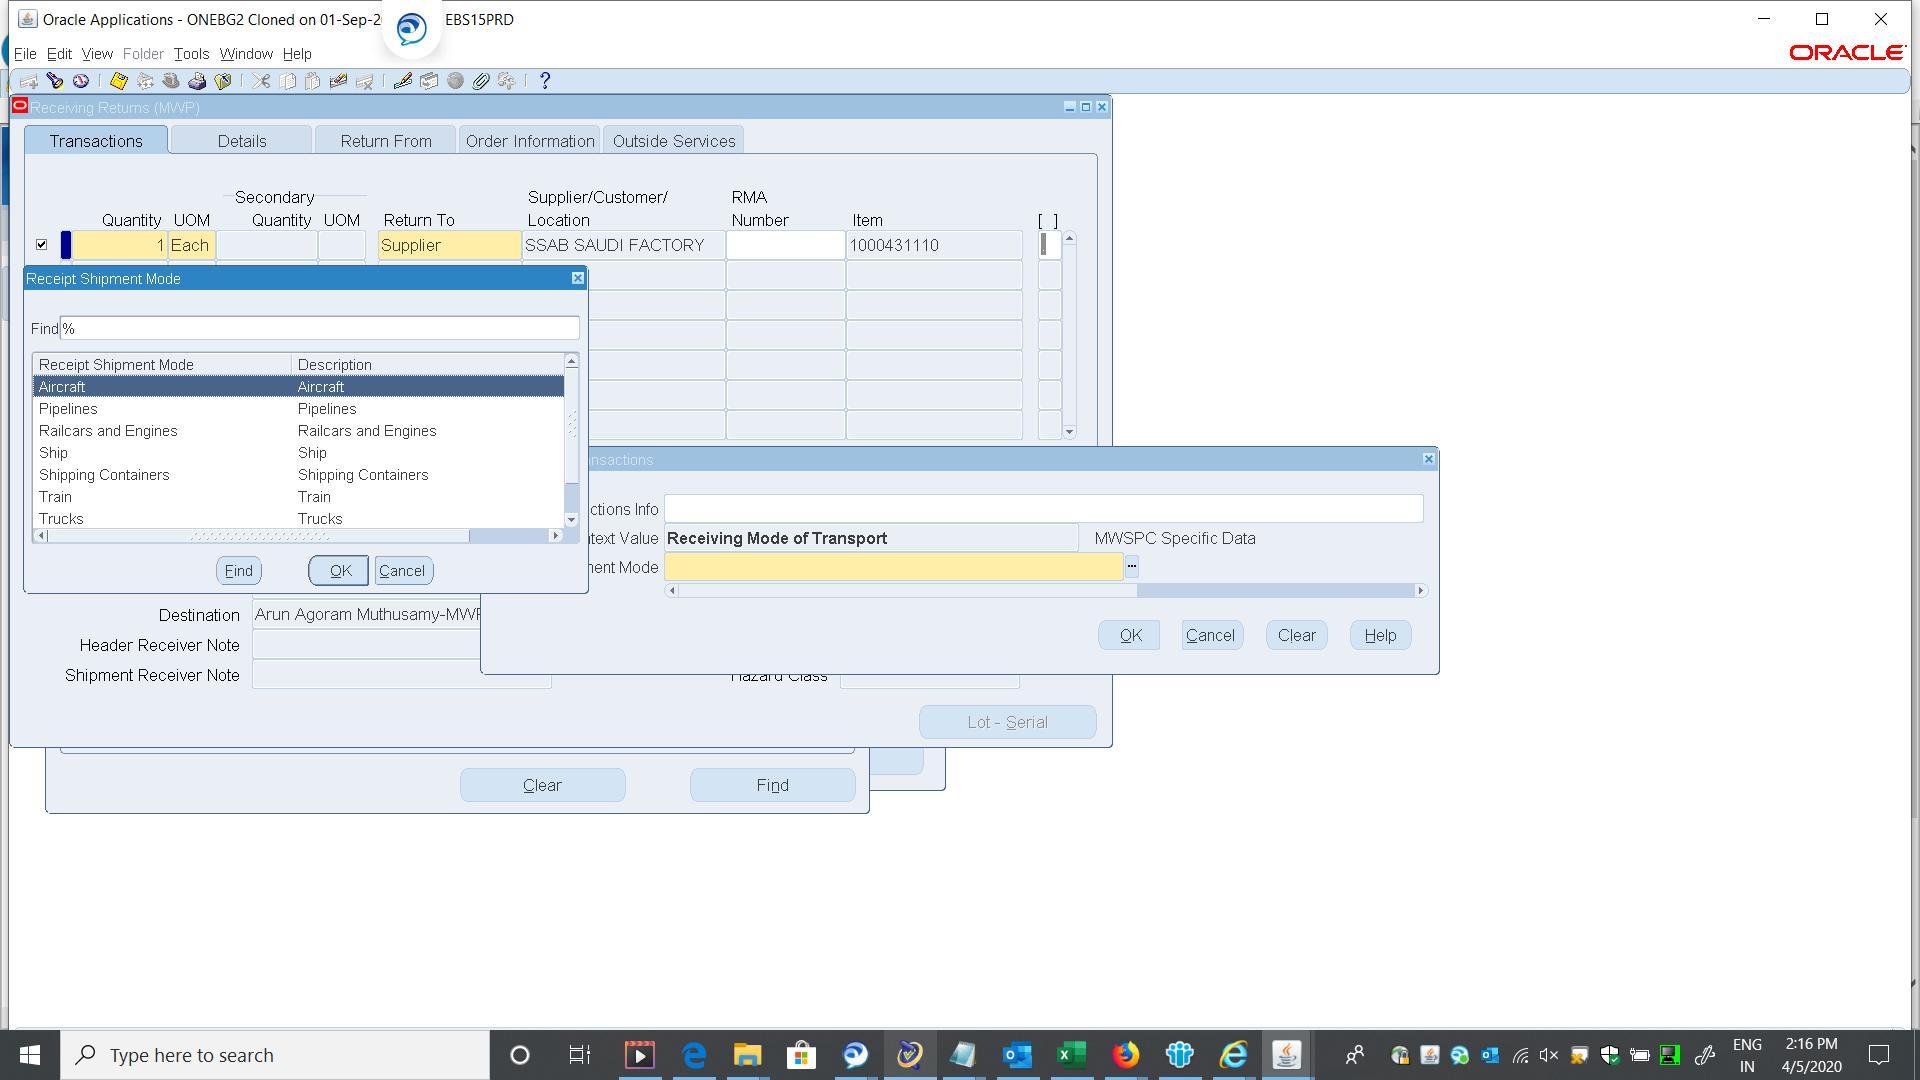 Oracle Applications - ONEBG2 Cloned on 01-Sep-2 EBS15PRD
File Edit View Folder Tools Window Help
ORACLE
Receiving Returns (MWP)
Transactions Details Return From Order Information Outside Services
Secondary Supplier/Customer/ RMA
Quantity UOM Quantity UOM Return To Location Number Item [ ]
1 Each Supplier SSAB SAUDI FACTORY 1000431110
Receipt Shipment Mode
Find %
Receipt Shipment Mode Description
Aircraft Aircraft
Pipelines Pipelines
Railcars and Engines Railcars and Engines
Ship Ship
Shipping Containers Shipping Containers
Train Train
Trucks Trucks
Find OK Cancel
nsactions
ctions Info
text Value Receiving Mode of Transport MWSPC Specific Data
ment Mode ...
OK Cancel Clear Help
Destination Arun Agoram Muthusamy-MWP
Header Receiver Note
Shipment Receiver Note Hazard Class
Lot - Serial
Clear Find
Type here to search
ENG
IN
2:16 PM
4/5/2020